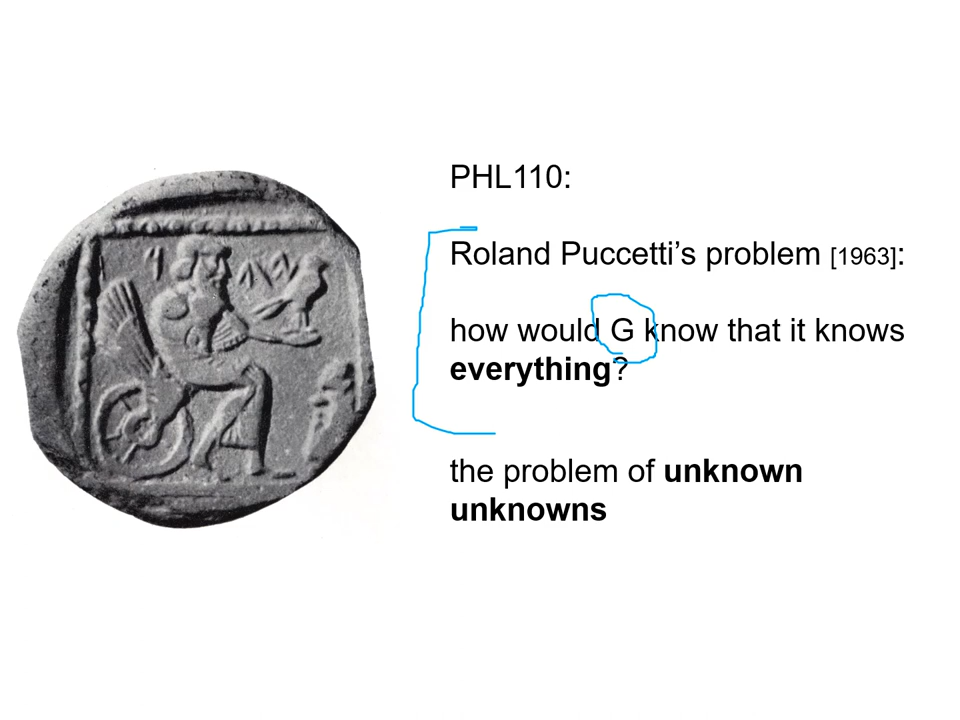 PHL110:
Roland Puccetti’s problem [1963]:
how would G know that it knows
everything?
the problem of unknown
unknowns